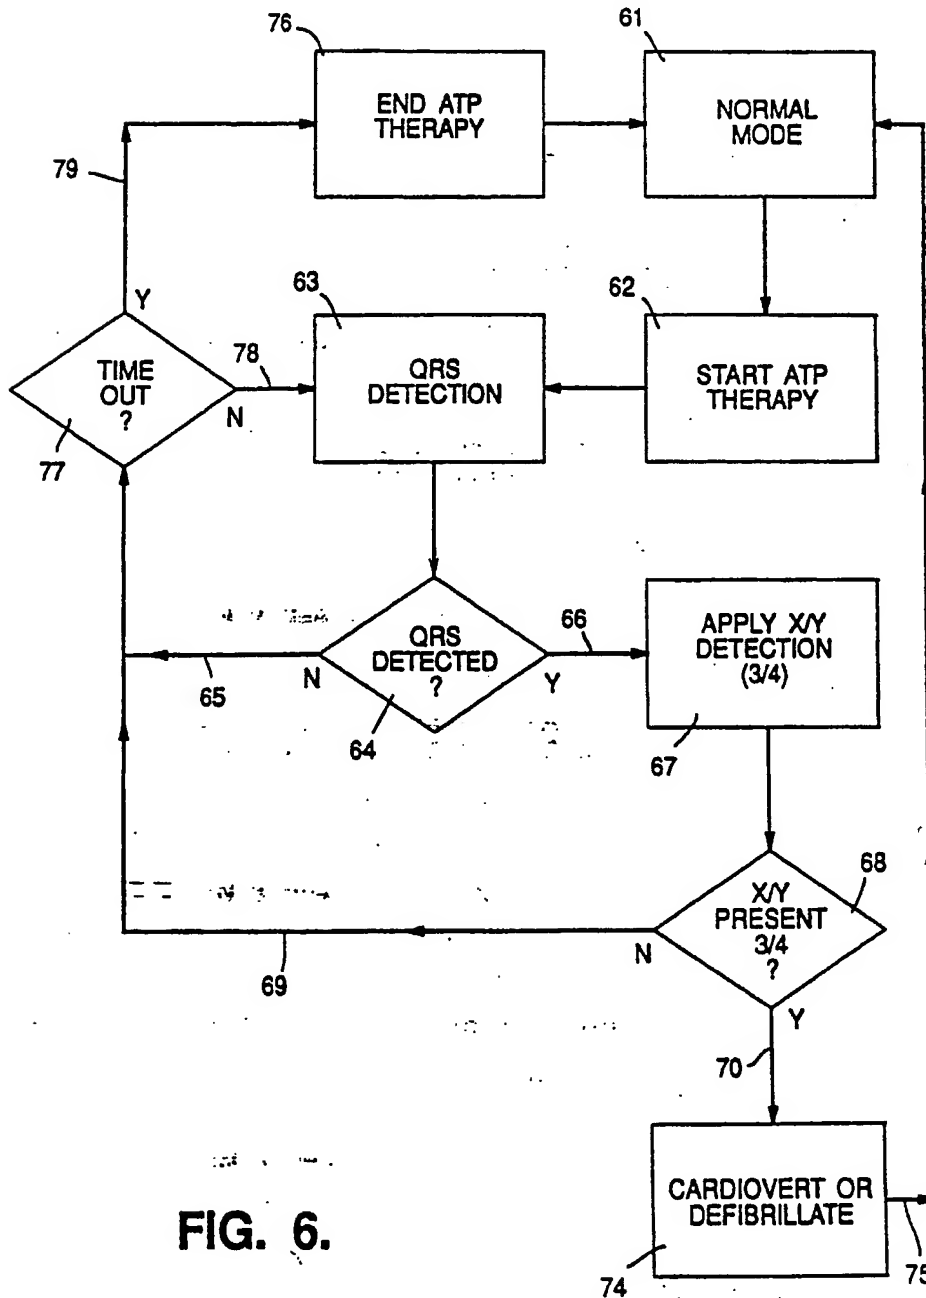 76
END ATP
THERAPY
61
NORMAL
MODE
79
Y
TIME
OUT
?
77
78
N
63
QRS
DETECTION
62
START ATP
THERAPY
65
N
QRS
DETECTED
?
64
66
Y
APPLY X/Y
DETECTION
(3/4)
67
69
N
X/Y
PRESENT
3/4
?
68
Y
70
CARDIOVERT OR
DEFIBRILLATE
74
75
FIG. 6.